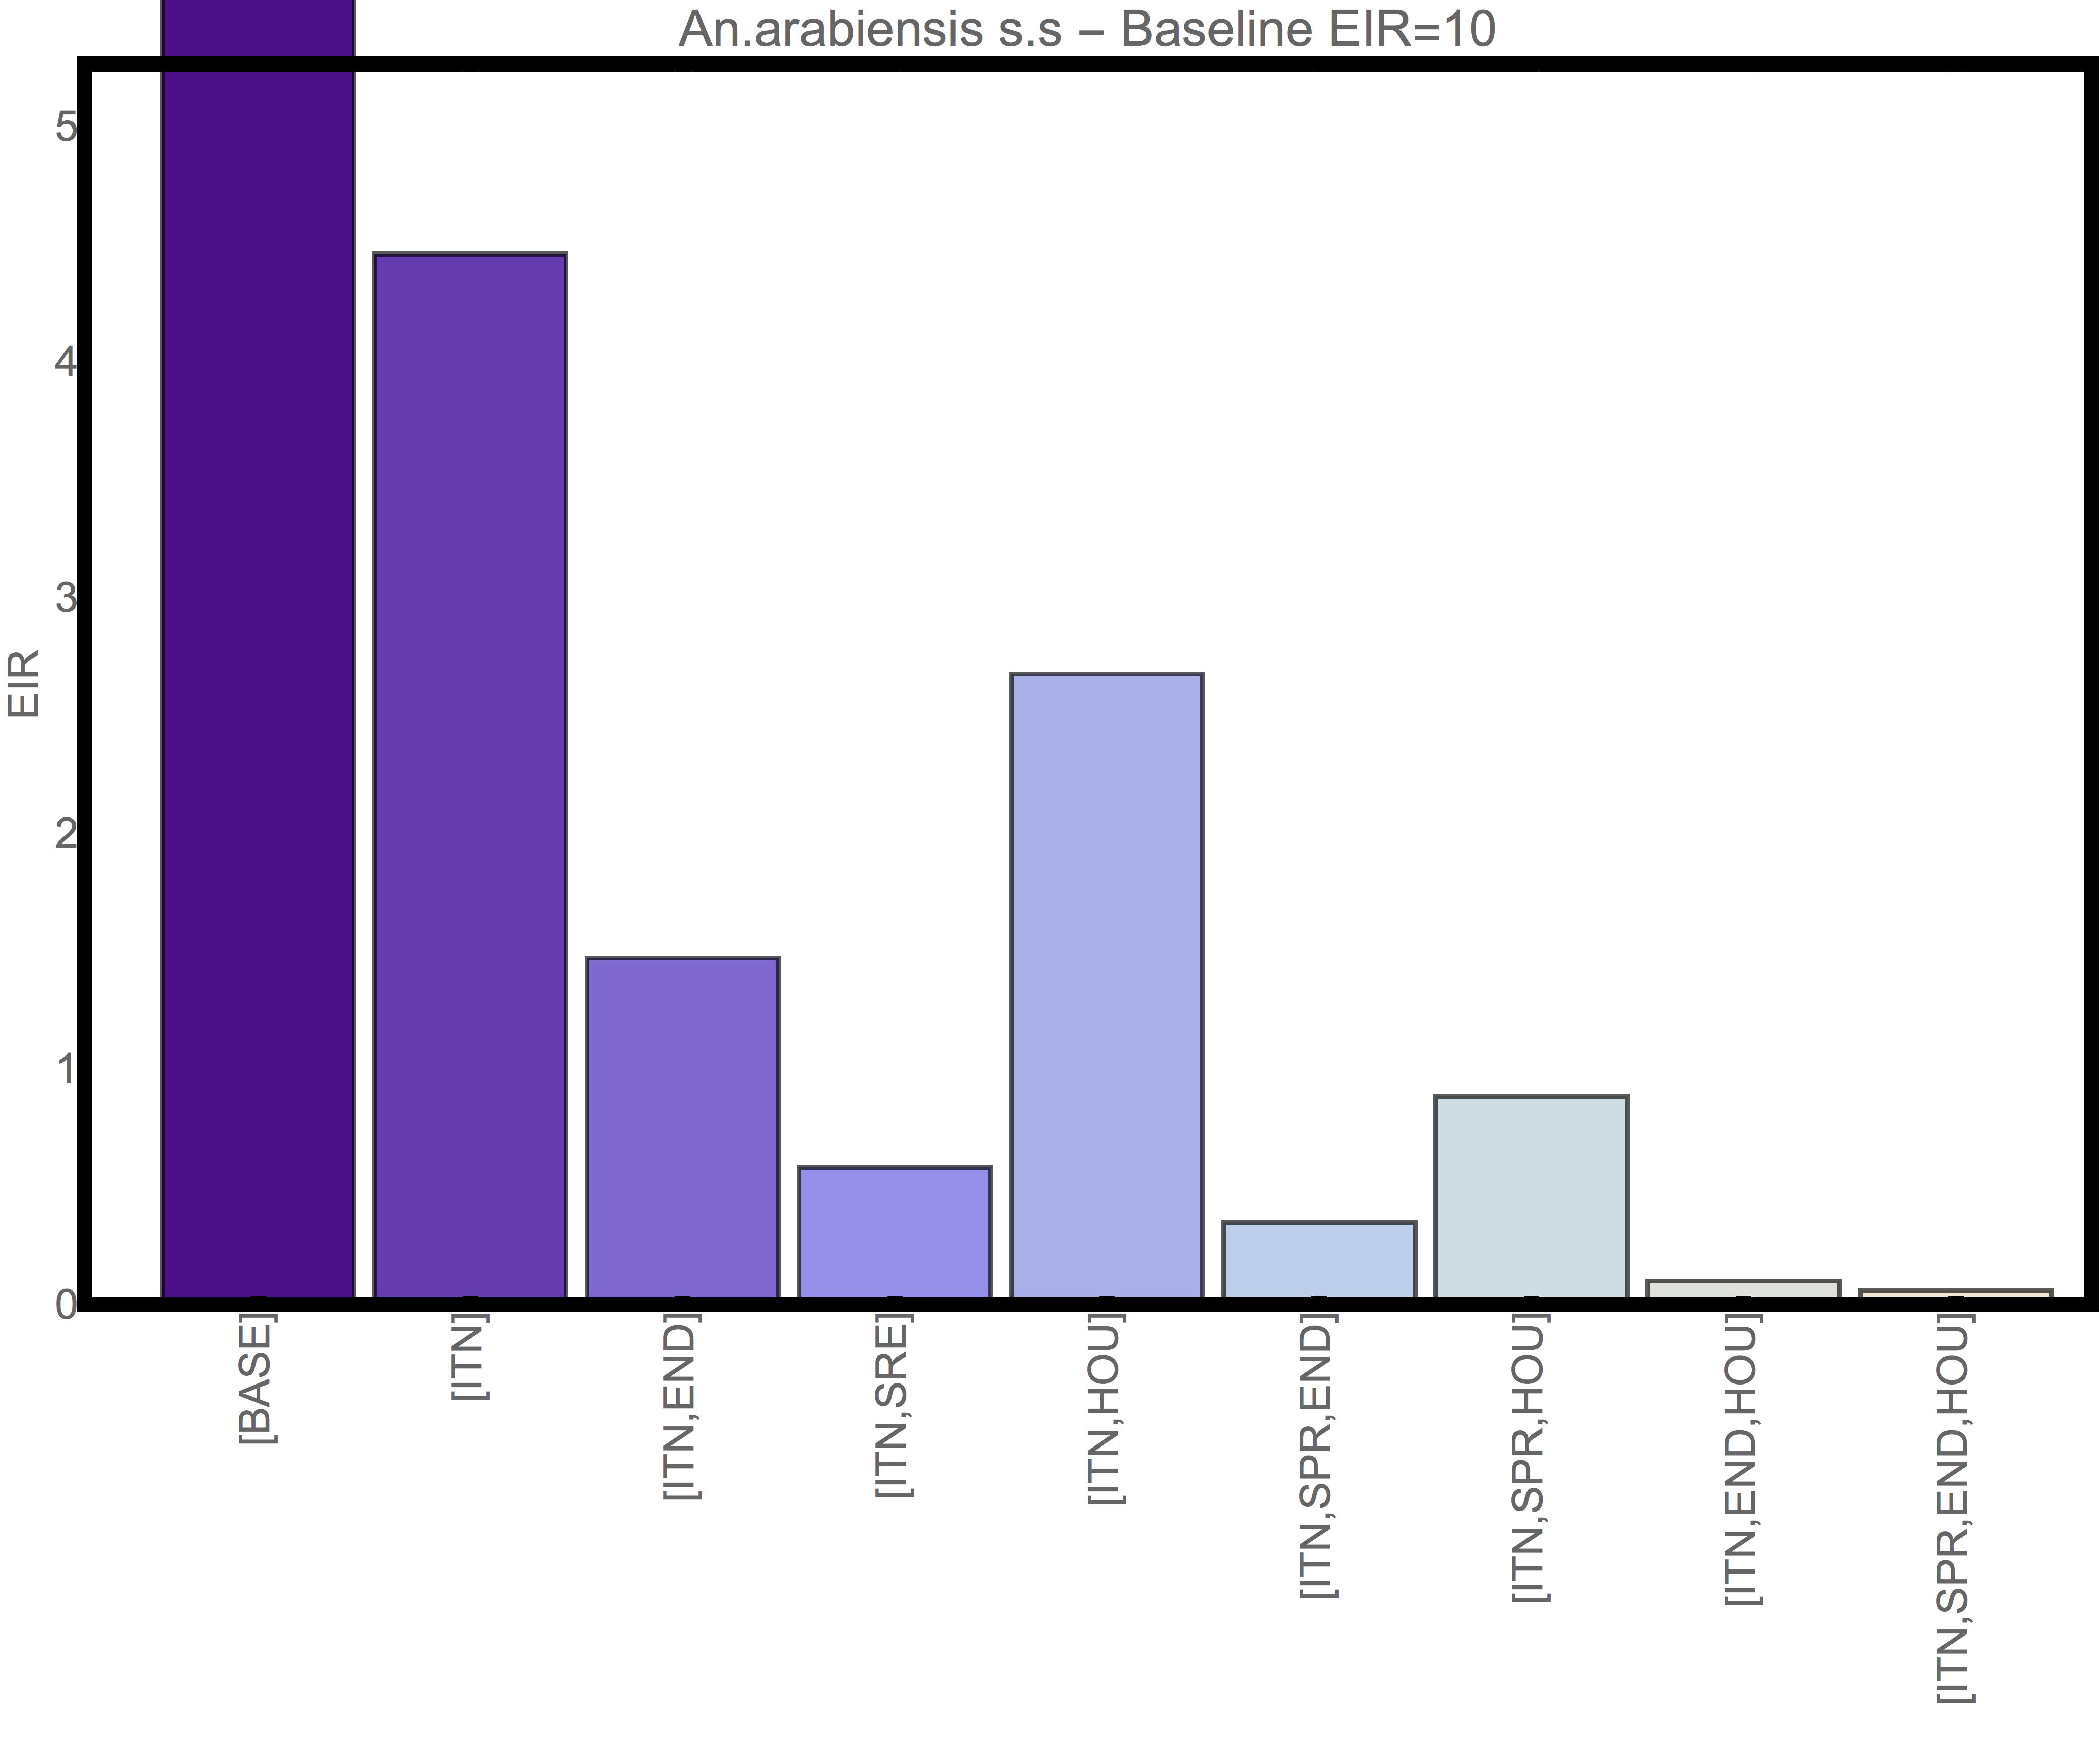 An.arabiensis s.s – Baseline EIR=10
5
4
3
2
1
0
EIR
[BASE]
[ITN]
[ITN,END]
[ITN,SRE]
[ITN,HOU]
[ITN,SPR,END]
[ITN,SPR,HOU]
[ITN,END,HOU]
[ITN,SPR,END,HOU]